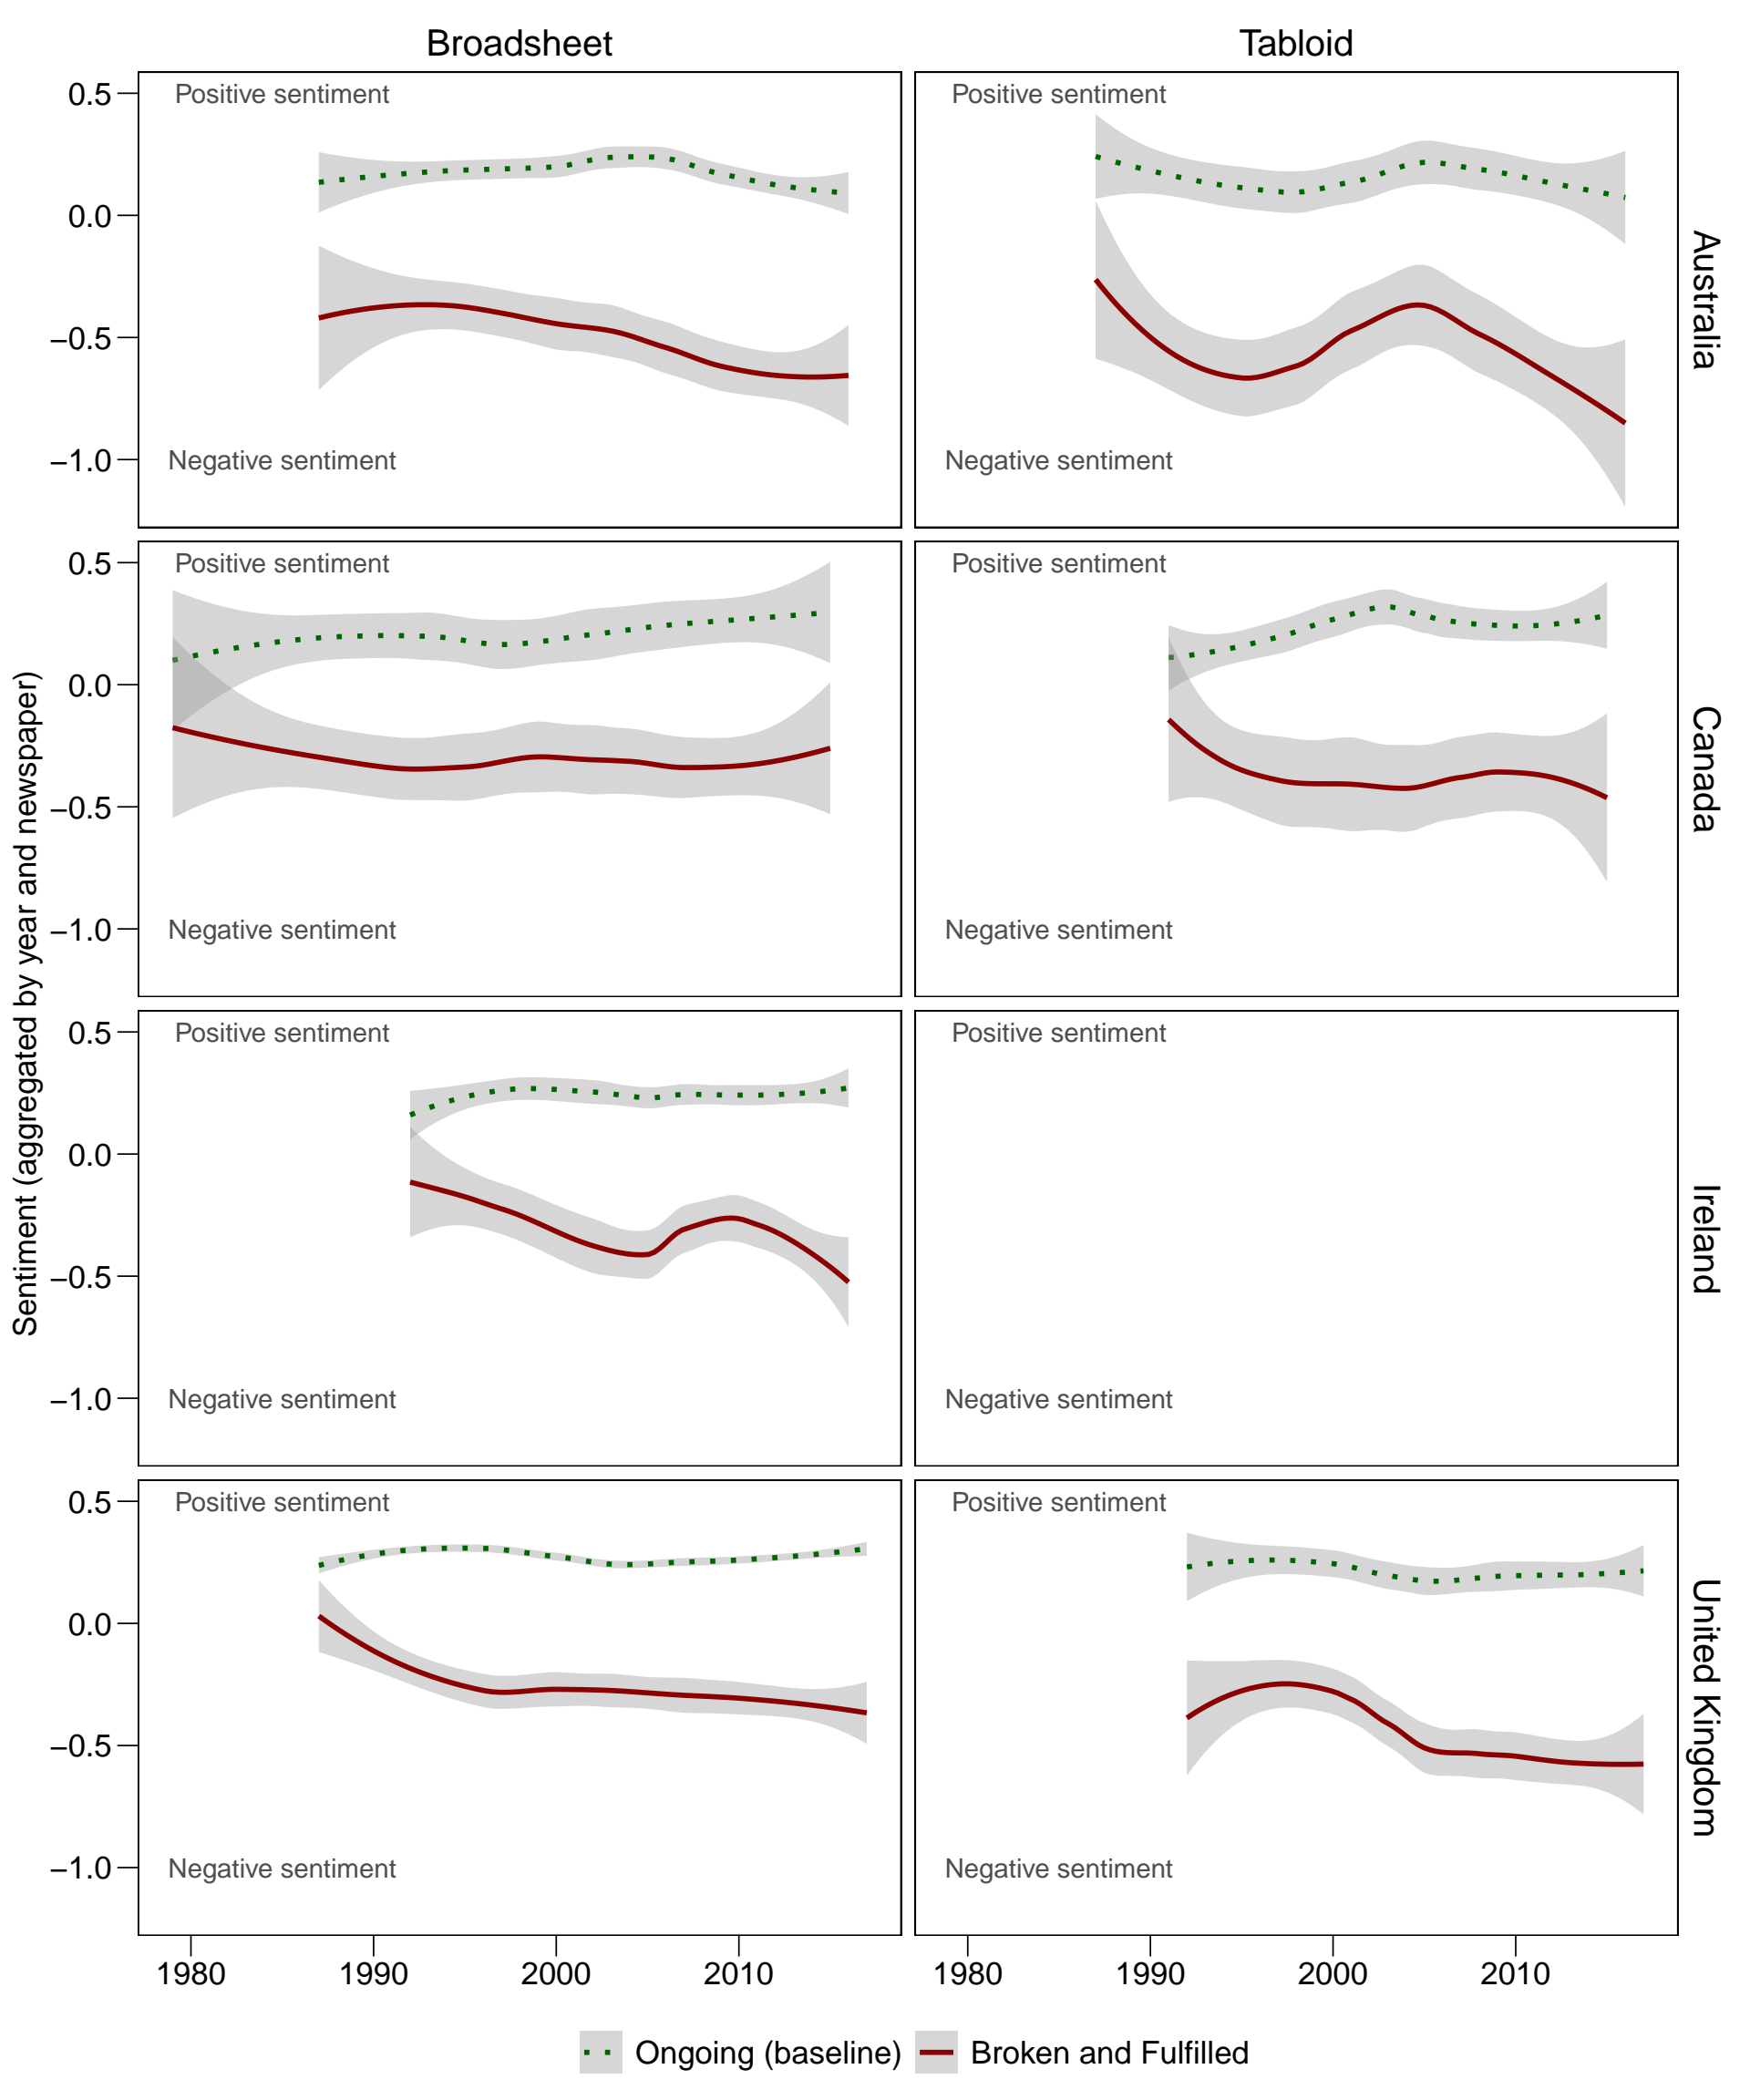 Broadsheet
Tabloid
Sentiment (aggregated by year and newspaper)
0.5
0.0
−0.5
−1.0
Positive sentiment
Negative sentiment
Positive sentiment
Negative sentiment
Australia
0.5
0.0
−0.5
−1.0
Positive sentiment
Negative sentiment
Positive sentiment
Negative sentiment
Canada
0.5
0.0
−0.5
−1.0
Positive sentiment
Negative sentiment
Positive sentiment
Negative sentiment
Ireland
0.5
0.0
−0.5
−1.0
Positive sentiment
Negative sentiment
Positive sentiment
Negative sentiment
United Kingdom
1980 1990 2000 2010
1980 1990 2000 2010
Ongoing (baseline) Broken and Fulfilled